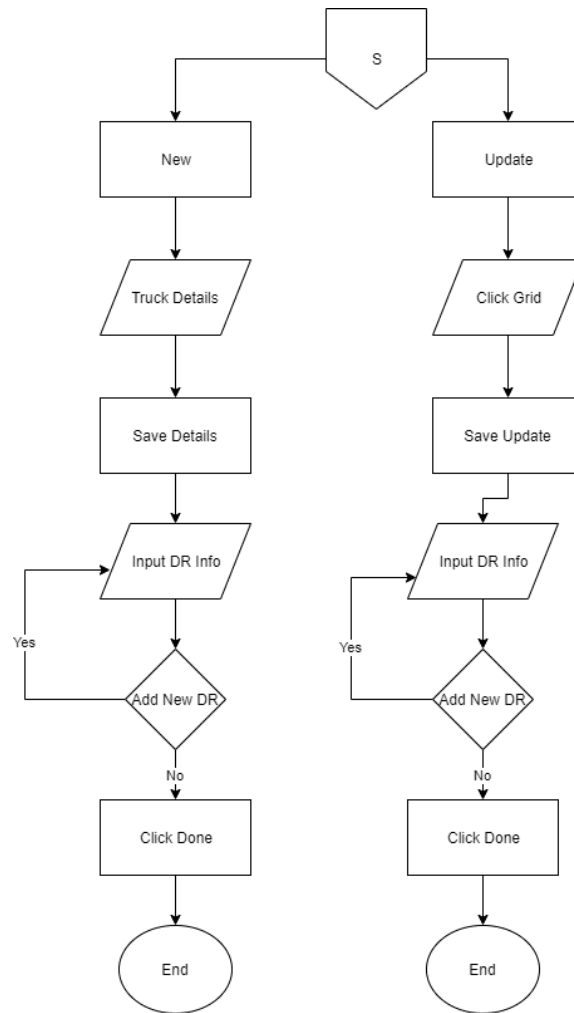 S
New
Update
Truck Details
Click Grid
Save Details
Save Update
Input DR Info
Input DR Info
Yes
Yes
Add New DR
Add New DR
No
No
Click Done
Click Done
End
End